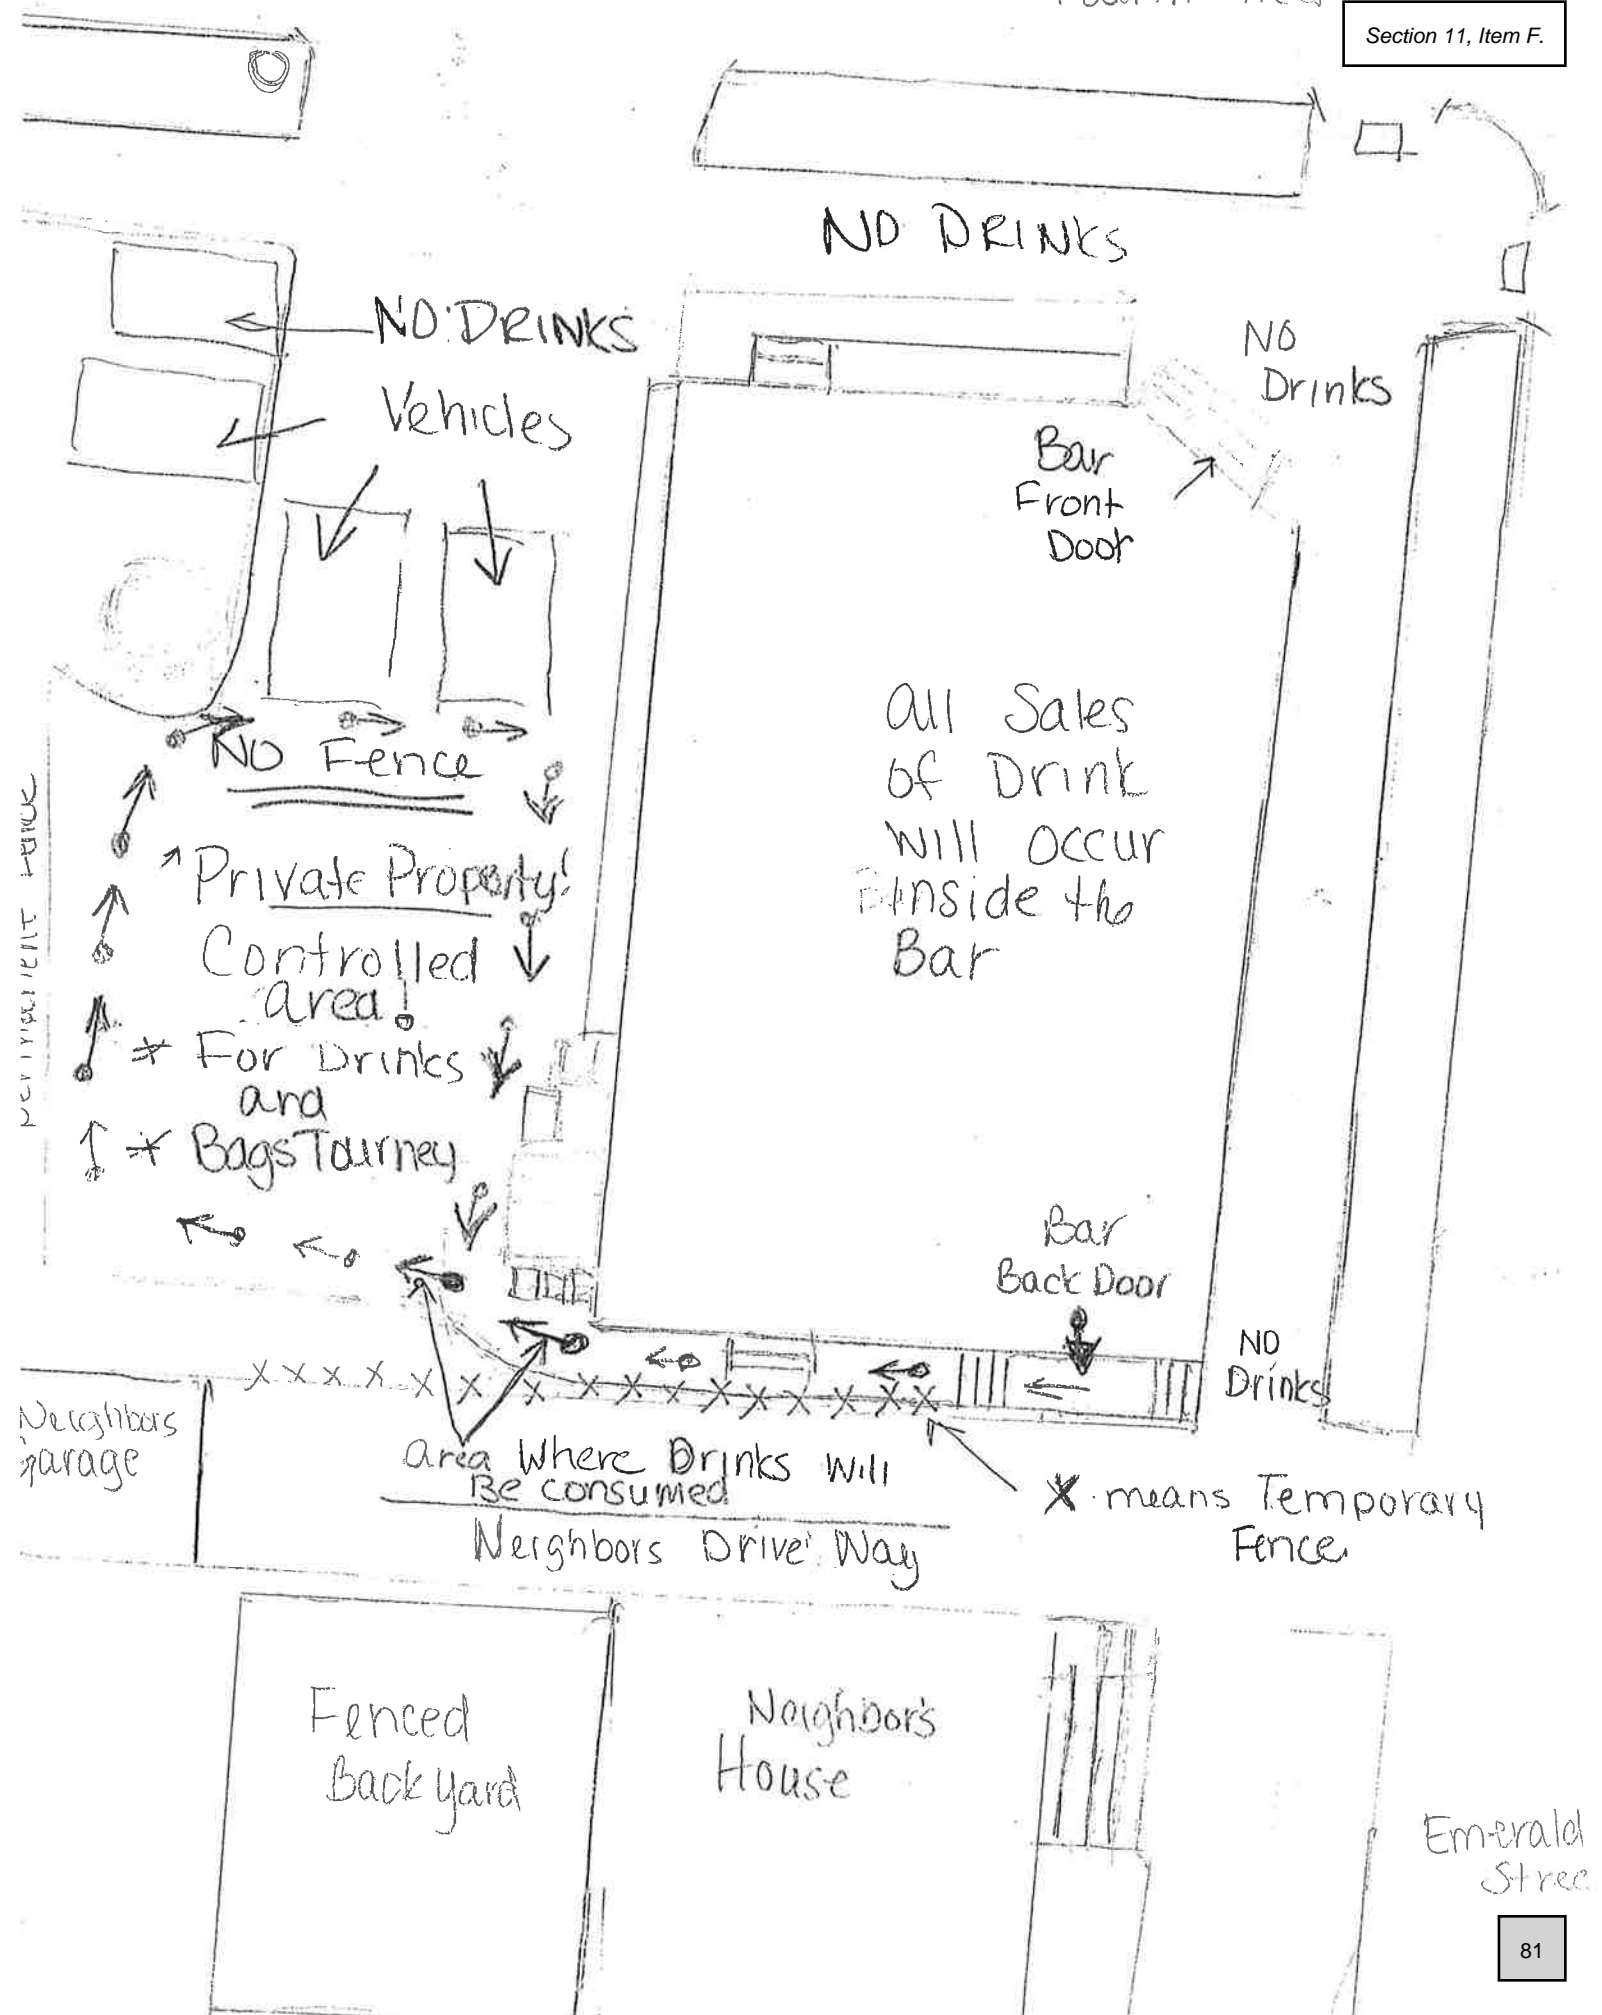 Section 11, Item F.
NO DRINKS
NO DRINKS
Vehicles
NO
Drinks
Bar
Front
Door
All Sales
of Drink
Will occur
inside the
Bar
NO Fence
Private Property!
Controlled
area!
* For Drinks
and
* Bags Tourney
Permanent Fence
Bar
Back Door
NO
Drinks
X X X X X X X X X X X X X X X X
Neighbors
garage
area Where Drinks Will
Be consumed
X means Temporary
Fence
Neighbors Drive Way
Fenced
Back yard
Neighbor's
House
Emerald
Stree
81